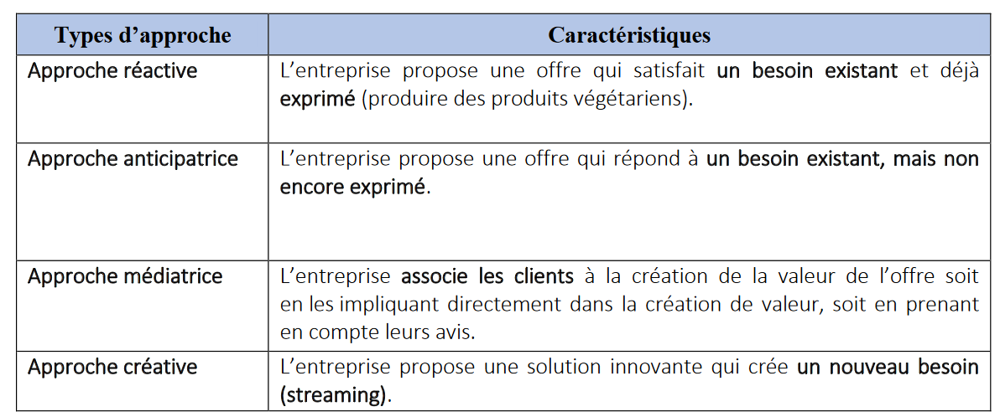 Types d’approche
Caractéristiques
Approche réactive
L’entreprise propose une offre qui satisfait un besoin existant et déjà
exprimé (produire des produits végétariens).
Approche anticipatrice
L’entreprise propose une offre qui répond à un besoin existant, mais non
encore exprimé.
Approche médiatrice
L’entreprise associe les clients à la création de la valeur de l’offre soit
en les impliquant directement dans la création de valeur, soit en prenant
en compte leurs avis.
Approche créative
L’entreprise propose une solution innovante qui crée un nouveau besoin
(streaming).